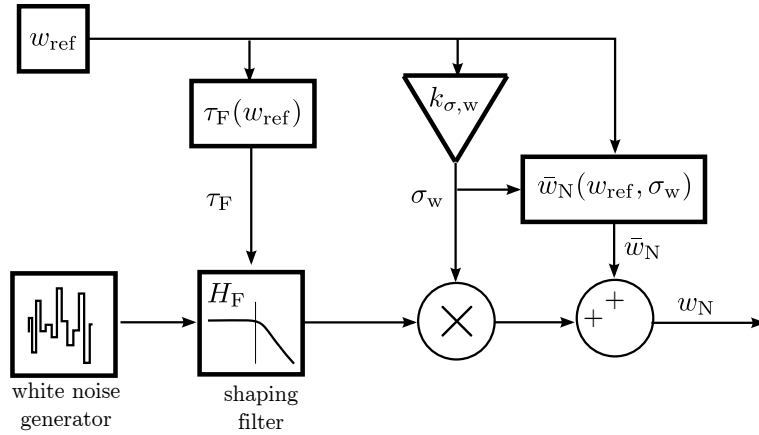 w_ref
τ_F(w_ref)
k_σ,w
τ_F
σ_w
w̄_N(w_ref, σ_w)
w̄_N
H_F
+
+
w_N
white noise
generator
shaping
filter